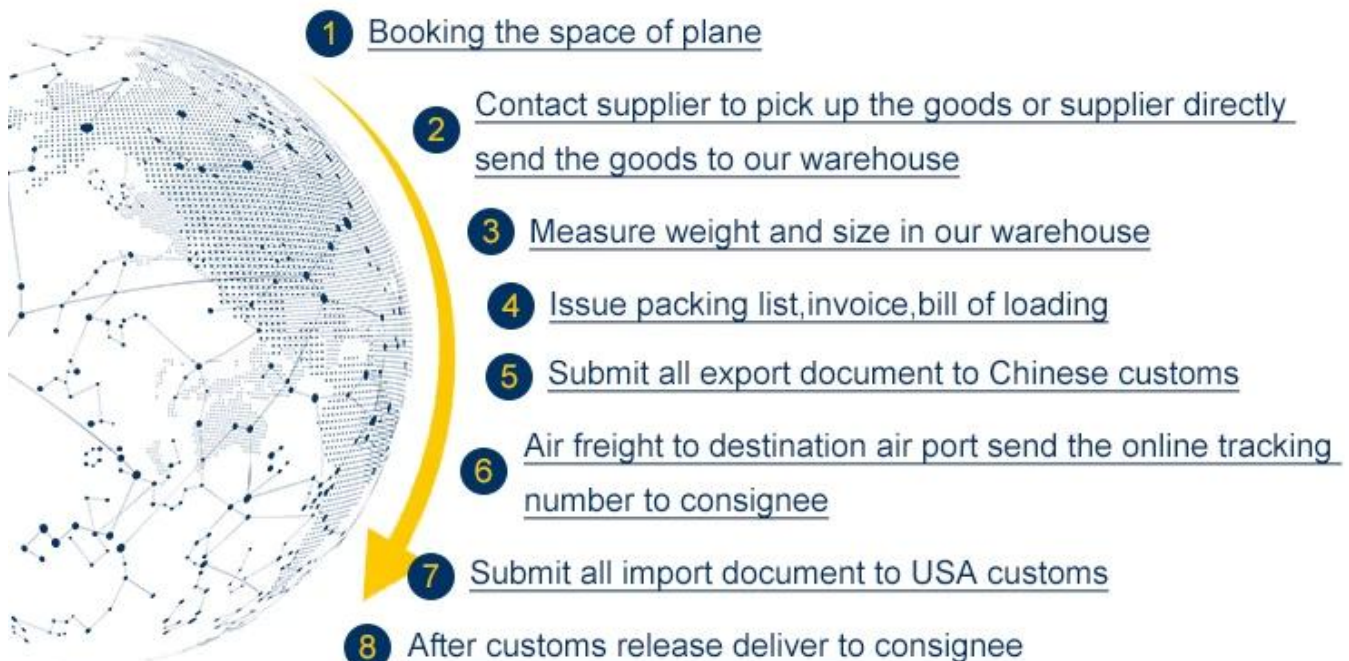 1 Booking the space of plane
2 Contact supplier to pick up the goods or supplier directly
send the goods to our warehouse
3 Measure weight and size in our warehouse
4 Issue packing list,invoice,bill of loading
5 Submit all export document to Chinese customs
6 Air freight to destination air port send the online tracking
number to consignee
7 Submit all import document to USA customs
8 After customs release deliver to consignee